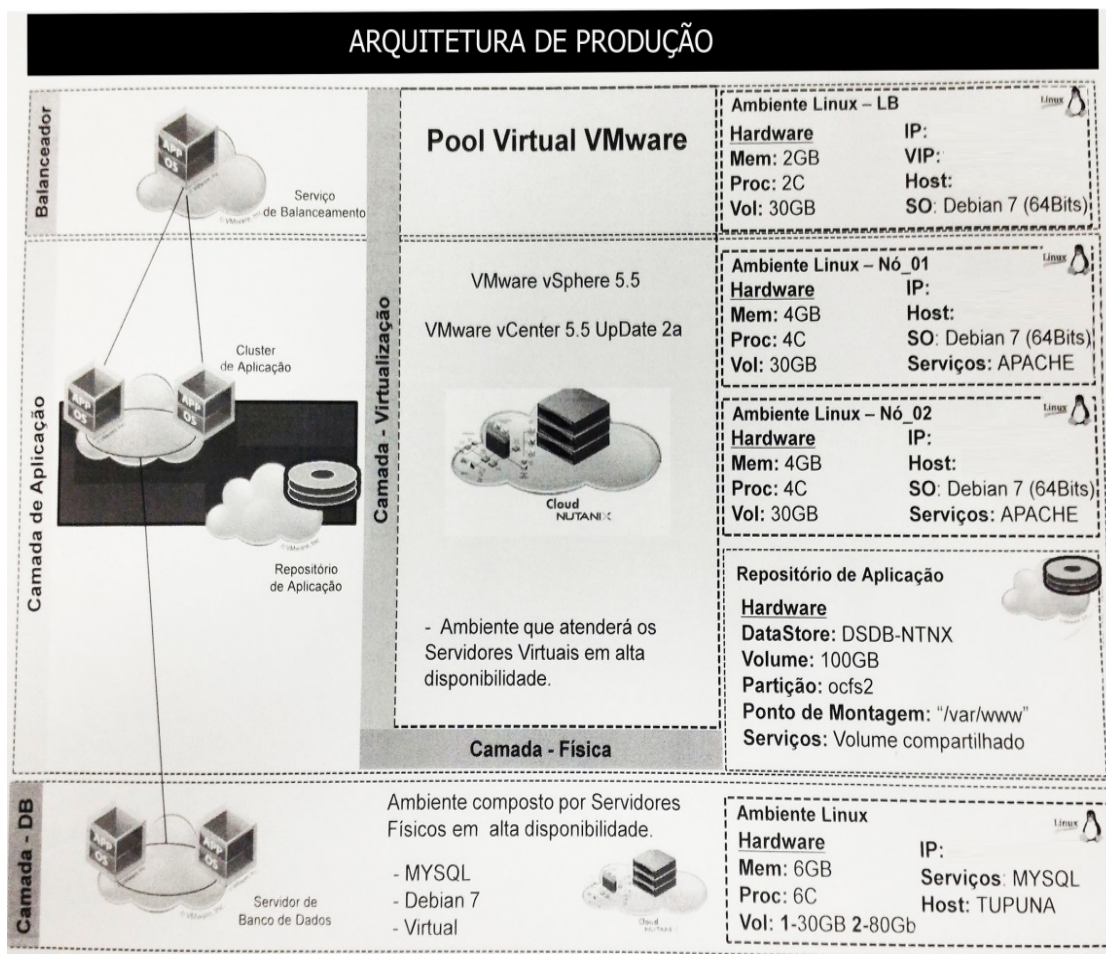 ARQUITETURA DE PRODUÇÃO
Balanceador
Serviço
de Balanceamento
APP
OS
Pool Virtual VMware
Ambiente Linux – LB
Linux
Hardware
IP:
Mem: 2GB
VIP:
Proc: 2C
Host:
Vol: 30GB
SO: Debian 7 (64Bits)
Camada de Aplicação
Cluster
de Aplicação
APP
OS
APP
OS
Repositório
de Aplicação
Camada - Virtualização
VMware vSphere 5.5
VMware vCenter 5.5 UpDate 2a
Cloud
NUTANIX
- Ambiente que atenderá os
Servidores Virtuais em alta
disponibilidade.
Camada - Física
Ambiente Linux – Nó_01
Linux
Hardware
IP:
Mem: 4GB
Host:
Proc: 4C
SO: Debian 7 (64Bits)
Vol: 30GB
Serviços: APACHE
Ambiente Linux – Nó_02
Linux
Hardware
IP:
Mem: 4GB
Host:
Proc: 4C
SO: Debian 7 (64Bits)
Vol: 30GB
Serviços: APACHE
Repositório de Aplicação
Hardware
DataStore: DSDB-NTNX
Volume: 100GB
Partição: ocfs2
Ponto de Montagem: “/var/www”
Serviços: Volume compartilhado
Camada - DB
APP
OS
APP
OS
Servidor de
Banco de Dados
Ambiente composto por Servidores
Físicos em alta disponibilidade.
- MYSQL
- Debian 7
- Virtual
Cloud
NUTANIX
Ambiente Linux
Linux
Hardware
IP:
Mem: 6GB
Serviços: MYSQL
Proc: 6C
Host: TUPUNA
Vol: 1-30GB 2-80Gb